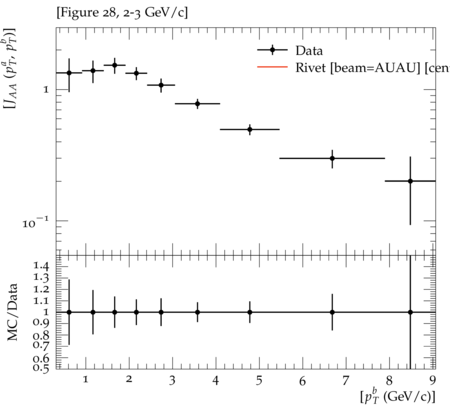 [Figure 28, 2-3 GeV/c]
[J_{AA} (p_T^a, p_T^b)]
Data
Rivet [beam=AUAU] [cen
1
10^{-1}
MC/Data
1.4
1.3
1.2
1.1
1
0.9
0.8
0.7
0.6
0.5
1 2 3 4 5 6 7 8 9
[p_T^b (GeV/c)]